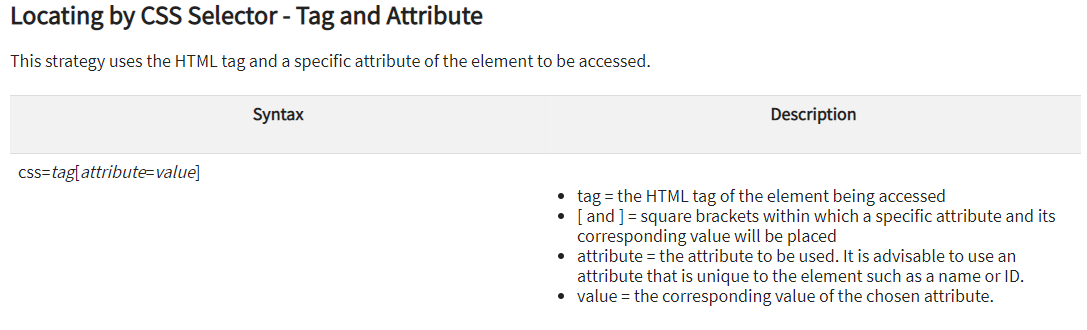 Locating by CSS Selector - Tag and Attribute
This strategy uses the HTML tag and a specific attribute of the element to be accessed.
Syntax
Description
css=tag[attribute=value]
• tag = the HTML tag of the element being accessed
• [ and ] = square brackets within which a specific attribute and its
corresponding value will be placed
• attribute = the attribute to be used. It is advisable to use an
attribute that is unique to the element such as a name or ID.
• value = the corresponding value of the chosen attribute.